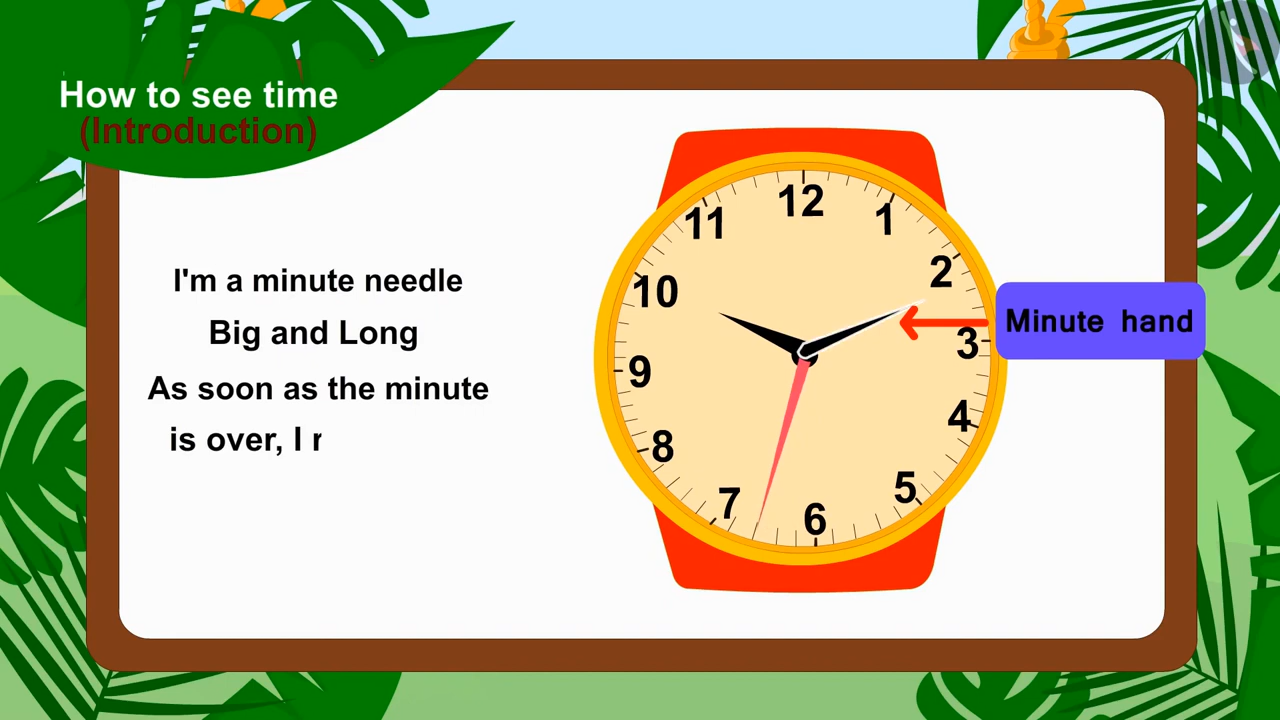 How to see time
(Introduction)
I'm a minute needle
Big and Long
As soon as the minute
is over, I r
12
11
1
10
2
9
3
8
4
7
5
6
Minute hand